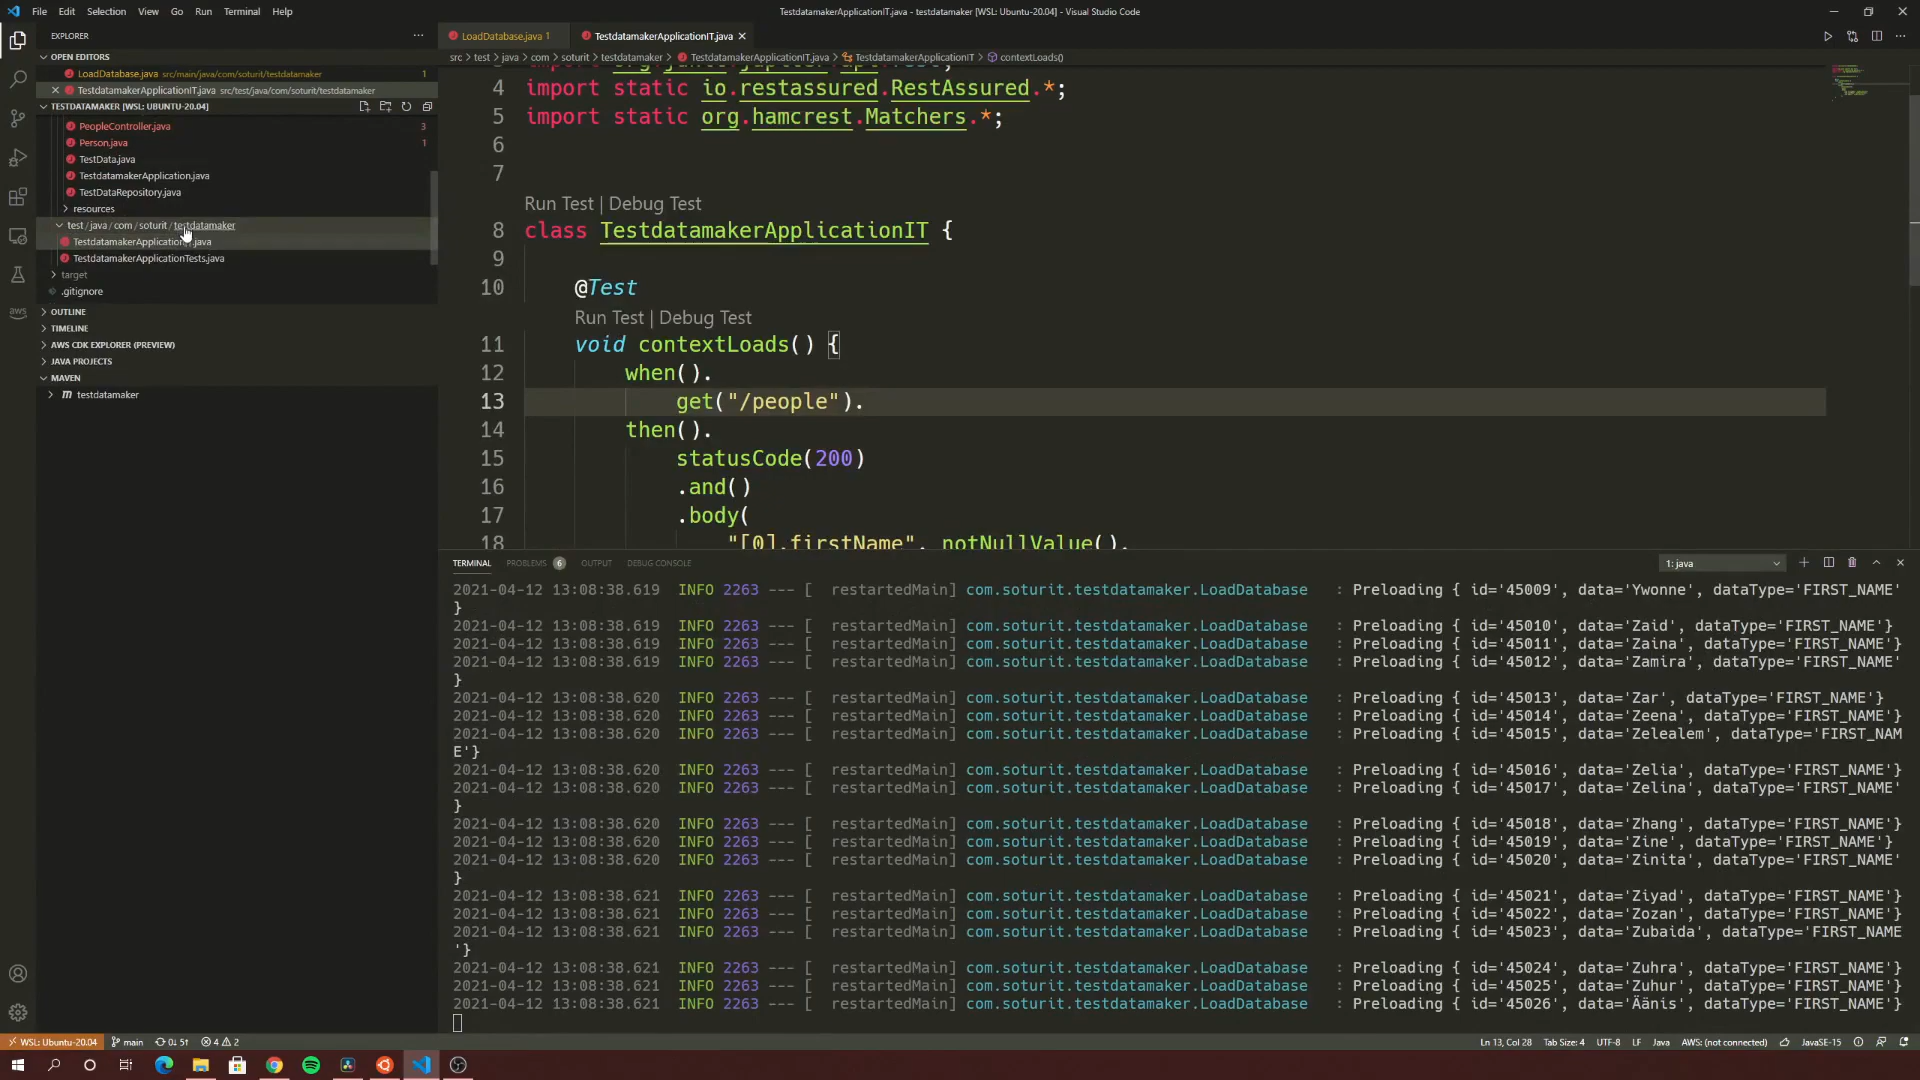 File Edit Selection View Go Run Terminal Help
TestdatamakerApplicationIT.java - testdatamaker [WSL: Ubuntu-20.04] - Visual Studio Code
EXPLORER
OPEN EDITORS
LoadDatabase.java src/main/java/com/soturit/testdatamaker 1
TestdatamakerApplicationIT.java src/test/java/com/soturit/testdatamaker
TESTDATAMAKER [WSL: UBUNTU-20.04]
PeopleController.java 3
Person.java 1
TestData.java
TestdatamakerApplication.java
TestDataRepository.java
resources
test / java / com / soturit / testdatamaker
TestdatamakerApplicationIT.java
TestdatamakerApplicationTests.java
target
.gitignore
OUTLINE
TIMELINE
AWS CDK EXPLORER (PREVIEW)
JAVA PROJECTS
MAVEN
testdatamaker
aws
LoadDatabase.java 1
TestdatamakerApplicationIT.java
src > test > java > com > soturit > testdatamaker > TestdatamakerApplicationIT.java > TestdatamakerApplicationIT > contextLoads()
4 import static io.restassured.RestAssured.*;
5 import static org.hamcrest.Matchers.*;
6
7
Run Test | Debug Test
8 class TestdatamakerApplicationIT {
9
10 @Test
Run Test | Debug Test
11 void contextLoads() {
12 when().
13 get("/people").
14 then().
15 statusCode(200)
16 .and()
17 .body(
18 "[0].firstName", notNullValue(),
TERMINAL PROBLEMS 6 OUTPUT DEBUG CONSOLE
1: java
2021-04-12 13:08:38.619 INFO 2263 --- [ restartedMain] com.soturit.testdatamaker.LoadDatabase : Preloading { id='45009', data='Ywonne', dataType='FIRST_NAME'
}
2021-04-12 13:08:38.619 INFO 2263 --- [ restartedMain] com.soturit.testdatamaker.LoadDatabase : Preloading { id='45010', data='Zaid', dataType='FIRST_NAME'}
2021-04-12 13:08:38.619 INFO 2263 --- [ restartedMain] com.soturit.testdatamaker.LoadDatabase : Preloading { id='45011', data='Zaina', dataType='FIRST_NAME'}
2021-04-12 13:08:38.619 INFO 2263 --- [ restartedMain] com.soturit.testdatamaker.LoadDatabase : Preloading { id='45012', data='Zamira', dataType='FIRST_NAME'
}
2021-04-12 13:08:38.620 INFO 2263 --- [ restartedMain] com.soturit.testdatamaker.LoadDatabase : Preloading { id='45013', data='Zar', dataType='FIRST_NAME'}
2021-04-12 13:08:38.620 INFO 2263 --- [ restartedMain] com.soturit.testdatamaker.LoadDatabase : Preloading { id='45014', data='Zeena', dataType='FIRST_NAME'}
2021-04-12 13:08:38.620 INFO 2263 --- [ restartedMain] com.soturit.testdatamaker.LoadDatabase : Preloading { id='45015', data='Zelealem', dataType='FIRST_NAM
E'}
2021-04-12 13:08:38.620 INFO 2263 --- [ restartedMain] com.soturit.testdatamaker.LoadDatabase : Preloading { id='45016', data='Zelia', dataType='FIRST_NAME'}
2021-04-12 13:08:38.620 INFO 2263 --- [ restartedMain] com.soturit.testdatamaker.LoadDatabase : Preloading { id='45017', data='Zelina', dataType='FIRST_NAME'
}
2021-04-12 13:08:38.620 INFO 2263 --- [ restartedMain] com.soturit.testdatamaker.LoadDatabase : Preloading { id='45018', data='Zhang', dataType='FIRST_NAME'}
2021-04-12 13:08:38.620 INFO 2263 --- [ restartedMain] com.soturit.testdatamaker.LoadDatabase : Preloading { id='45019', data='Zine', dataType='FIRST_NAME'}
2021-04-12 13:08:38.620 INFO 2263 --- [ restartedMain] com.soturit.testdatamaker.LoadDatabase : Preloading { id='45020', data='Zinita', dataType='FIRST_NAME'
}
2021-04-12 13:08:38.621 INFO 2263 --- [ restartedMain] com.soturit.testdatamaker.LoadDatabase : Preloading { id='45021', data='Ziyad', dataType='FIRST_NAME'}
2021-04-12 13:08:38.621 INFO 2263 --- [ restartedMain] com.soturit.testdatamaker.LoadDatabase : Preloading { id='45022', data='Zozan', dataType='FIRST_NAME'}
2021-04-12 13:08:38.621 INFO 2263 --- [ restartedMain] com.soturit.testdatamaker.LoadDatabase : Preloading { id='45023', data='Zubaida', dataType='FIRST_NAME
'}
2021-04-12 13:08:38.621 INFO 2263 --- [ restartedMain] com.soturit.testdatamaker.LoadDatabase : Preloading { id='45024', data='Zuhra', dataType='FIRST_NAME'}
2021-04-12 13:08:38.621 INFO 2263 --- [ restartedMain] com.soturit.testdatamaker.LoadDatabase : Preloading { id='45025', data='Zuhur', dataType='FIRST_NAME'}
2021-04-12 13:08:38.621 INFO 2263 --- [ restartedMain] com.soturit.testdatamaker.LoadDatabase : Preloading { id='45026', data='Äänis', dataType='FIRST_NAME'}
WSL: Ubuntu-20.04 main 0↓ 5↑ 4 2
Ln 13, Col 28 Tab Size: 4 UTF-8 LF Java AWS: (not connected) JavaSE-15